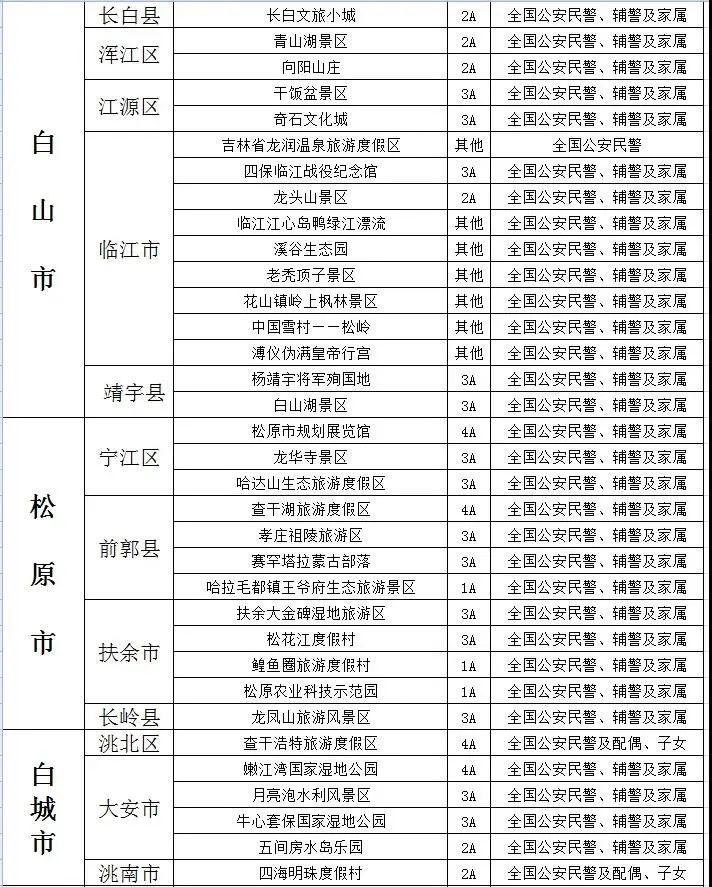 白山市
长白县 长白文旅小城 2A 全国公安民警、辅警及家属
浑江区 青山湖景区 2A 全国公安民警、辅警及家属
向阳山庄 2A 全国公安民警、辅警及家属
江源区 干饭盆景区 3A 全国公安民警、辅警及家属
奇石文化城 3A 全国公安民警、辅警及家属
临江市 吉林省龙润温泉旅游度假区 其他 全国公安民警
四保临江战役纪念馆 3A 全国公安民警、辅警及家属
龙头山景区 2A 全国公安民警、辅警及家属
临江江心岛鸭绿江漂流 其他 全国公安民警、辅警及家属
溪谷生态园 其他 全国公安民警、辅警及家属
老秃顶子景区 其他 全国公安民警、辅警及家属
花山镇岭上枫林景区 其他 全国公安民警、辅警及家属
中国雪村一一松岭 其他 全国公安民警、辅警及家属
溥仪伪满皇帝行宫 其他 全国公安民警、辅警及家属
靖宇县 杨靖宇将军殉国地 3A 全国公安民警、辅警及家属
白山湖景区 3A 全国公安民警、辅警及家属
松原市
宁江区 松原市规划展览馆 4A 全国公安民警、辅警及家属
龙华寺景区 3A 全国公安民警、辅警及家属
哈达山生态旅游度假区 3A 全国公安民警、辅警及家属
前郭县 查干湖旅游度假区 4A 全国公安民警、辅警及家属
孝庄祖陵旅游区 3A 全国公安民警、辅警及家属
赛罕塔拉蒙古部落 3A 全国公安民警、辅警及家属
哈拉毛都镇王爷府生态旅游景区 1A 全国公安民警、辅警及家属
扶余市 扶余大金碑湿地旅游区 3A 全国公安民警、辅警及家属
松花江度假村 3A 全国公安民警、辅警及家属
鳇鱼圈旅游度假村 1A 全国公安民警、辅警及家属
松原农业科技示范园 1A 全国公安民警、辅警及家属
长岭县 龙凤山旅游风景区 3A 全国公安民警、辅警及家属
白城市
洮北区 查干浩特旅游度假区 4A 全国公安民警及配偶、子女
大安市 嫩江湾国家湿地公园 4A 全国公安民警、辅警及家属
月亮泡水利风景区 3A 全国公安民警、辅警及家属
牛心套保国家湿地公园 3A 全国公安民警、辅警及家属
五间房水岛乐园 2A 全国公安民警、辅警及家属
洮南市 四海明珠度假村 2A 全国公安民警及配偶、子女